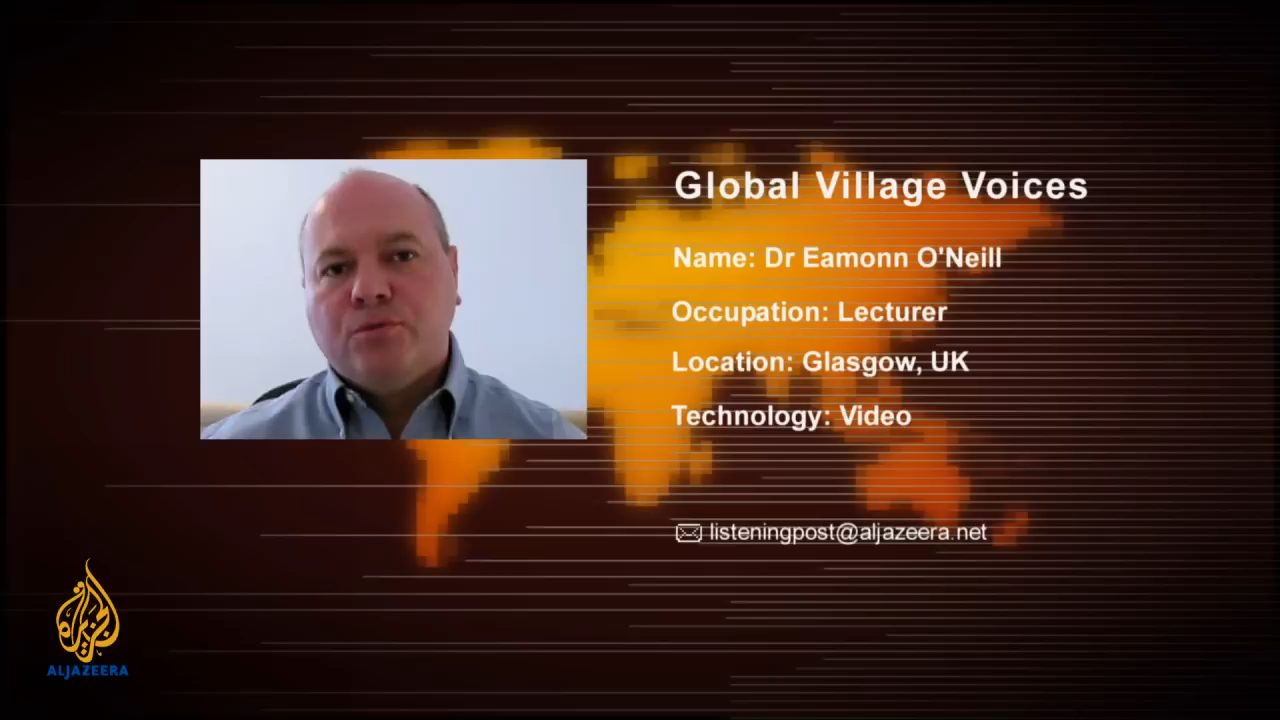 Global Village Voices
Name: Dr Eamonn O'Neill
Occupation: Lecturer
Location: Glasgow, UK
Technology: Video
listeningpost@aljazeera.net
الجزيرة
ALJAZEERA